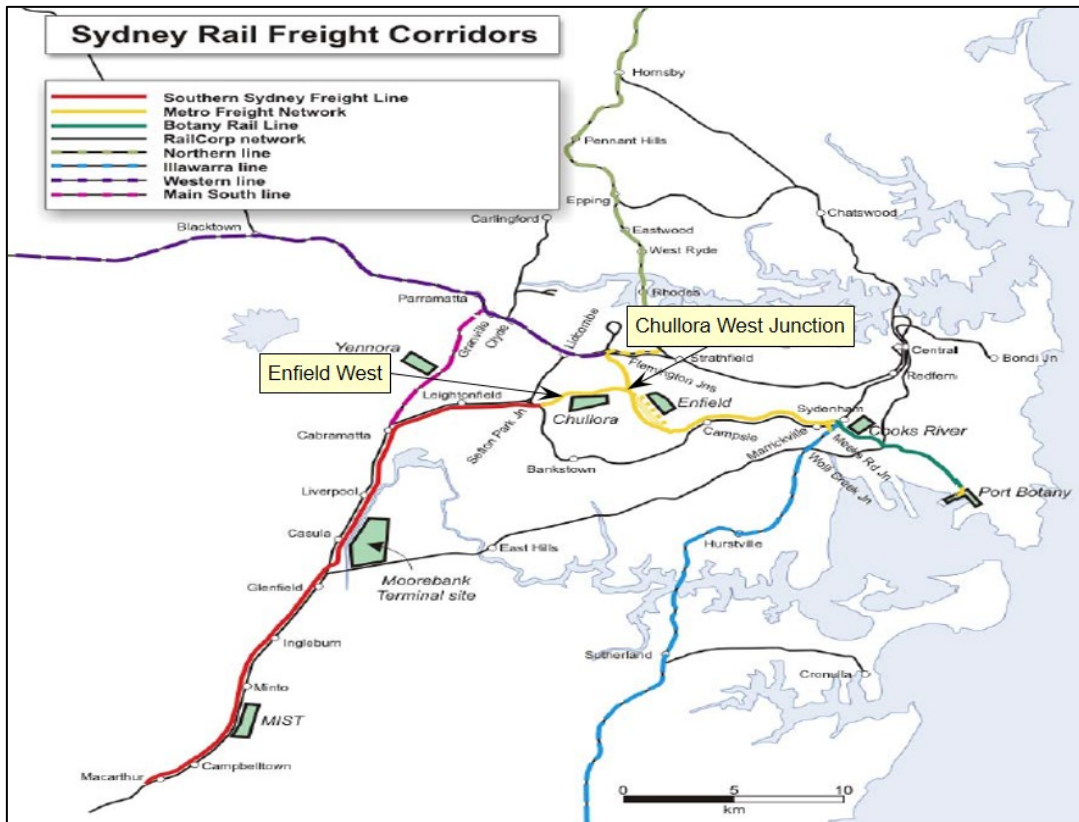 Sydney Rail Freight Corridors
Southern Sydney Freight Line
Metro Freight Network
Botany Rail Line
RailCorp network
Northern line
Illawarra line
Western line
Main South line
Hornsby
Pennant Hills
Epping
Carlingford
Chatswood
Eastwood
Blacktown
West Ryde
Parramatta
Rhodes
Granville
Clyde
Lidcombe
Chullora West Junction
Yennora
Strathfield
Central
Bondi Jn
Flemington Jns
Redfern
Enfield West
Leightonfield
Enfield
Chullora
Sefton Park Jn
Sydenham
Cabramatta
Campsie
Cooks River
Marrickville
Meeks Rd Jn
Bankstown
Wolli Creek Jn
Liverpool
Port Botany
Casula
East Hills
Hurstville
Moorebank
Terminal site
Glenfield
Ingleburn
Sutherland
Cronulla
Minto
MIST
Campbelltown
Macarthur
0 5 10
km